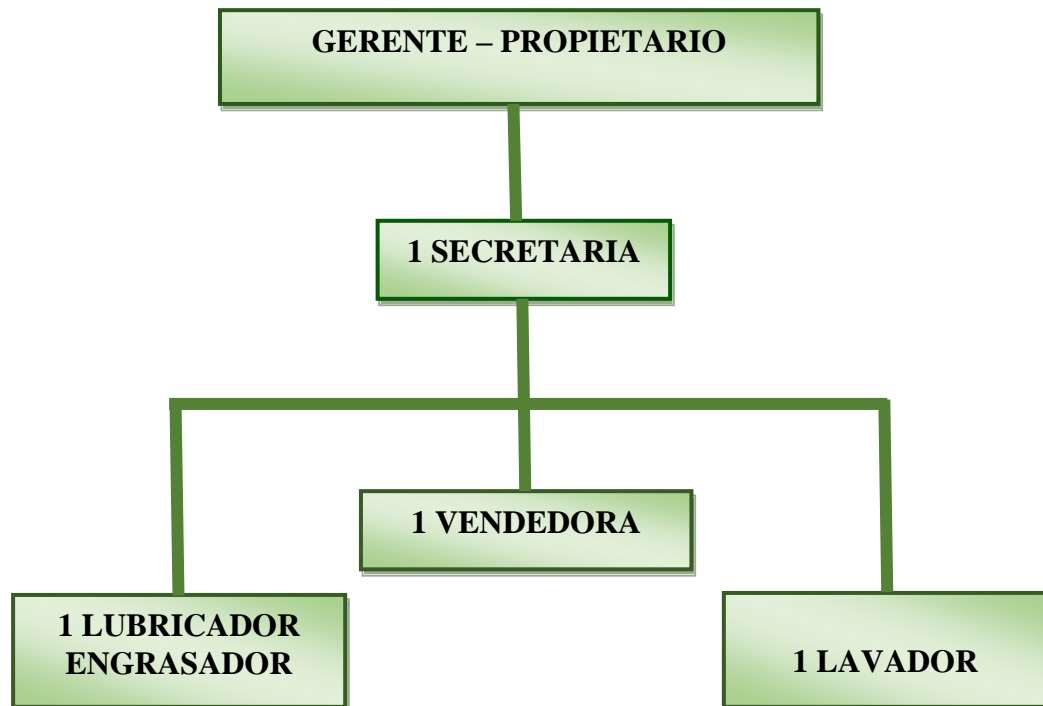 GERENTE – PROPIETARIO
1 SECRETARIA
1 VENDEDORA
1 LUBRICADOR
ENGRASADOR
1 LAVADOR